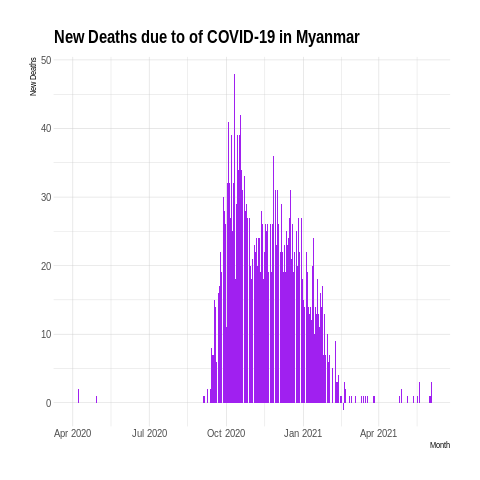 New Deaths due to of COVID-19 in Myanmar
New Deaths
50
40
30
20
10
0
Apr 2020 Jul 2020 Oct 2020 Jan 2021 Apr 2021
Month